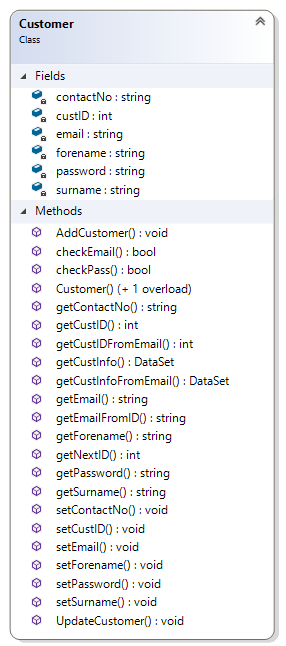 Customer
Class
Fields
contactNo : string
custID : int
email : string
forename : string
password : string
surname : string
Methods
AddCustomer() : void
checkEmail() : bool
checkPass() : bool
Customer() (+ 1 overload)
getContactNo() : string
getCustID() : int
getCustIDFromEmail() : int
getCustInfo() : DataSet
getCustInfoFromEmail() : DataSet
getEmail() : string
getEmailFromID() : string
getForename() : string
getNextID() : int
getPassword() : string
getSurname() : string
setContactNo() : void
setCustID() : void
setEmail() : void
setForename() : void
setPassword() : void
setSurname() : void
UpdateCustomer() : void